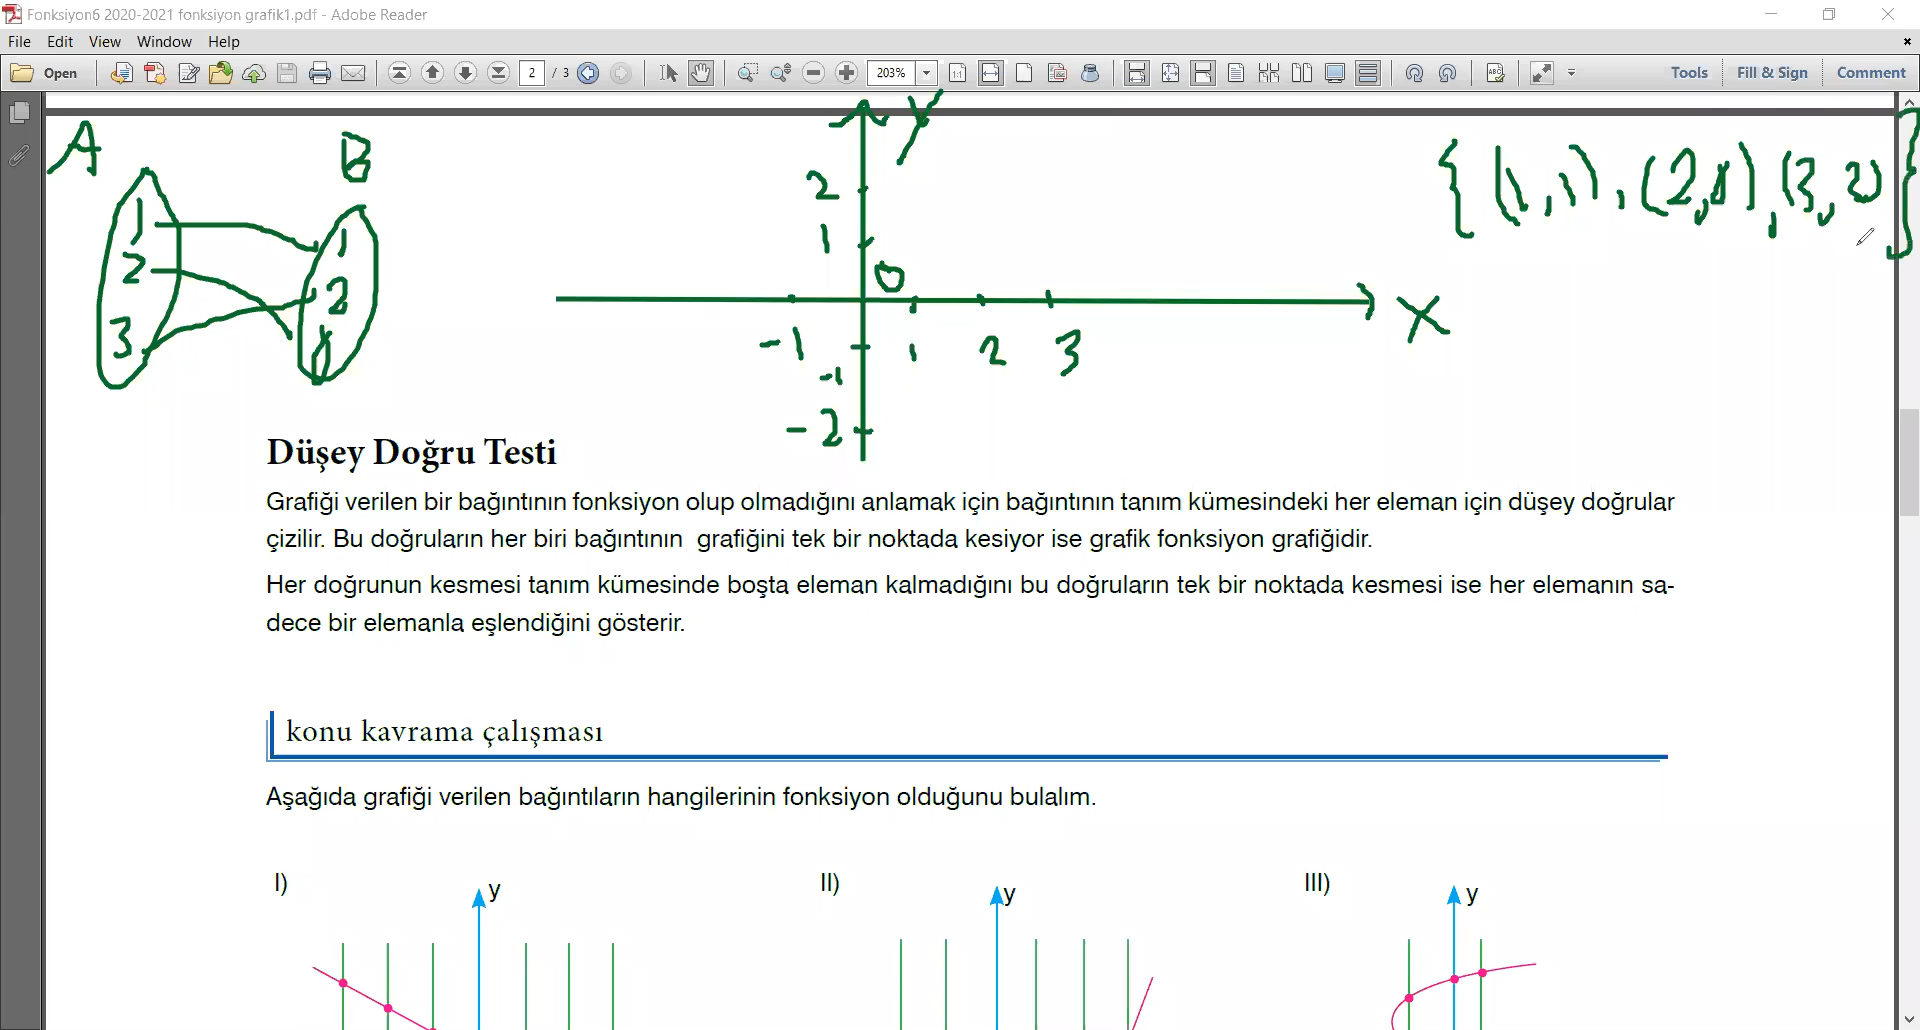 Fonksiyon6 2020-2021 fonksiyon grafik1.pdf - Adobe Reader
File Edit View Window Help
Open 2 / 3 203% Tools Fill & Sign Comment
A B y
{(1,1), (2, ), (3,2)}
1 1
2 2
3
2
1
0
x
-1 1 2 3
-1
-2
Düşey Doğru Testi
Grafiği verilen bir bağıntının fonksiyon olup olmadığını anlamak için bağıntının tanım kümesindeki her eleman için düşey doğrular
çizilir. Bu doğruların her biri bağıntının grafiğini tek bir noktada kesiyor ise grafik fonksiyon grafiğidir.
Her doğrunun kesmesi tanım kümesinde boşta eleman kalmadığını bu doğruların tek bir noktada kesmesi ise her elemanın sa-
dece bir elemanla eşlendiğini gösterir.
konu kavrama çalışması
Aşağıda grafiği verilen bağıntıların hangilerinin fonksiyon olduğunu bulalım.
I) y II) y III) y